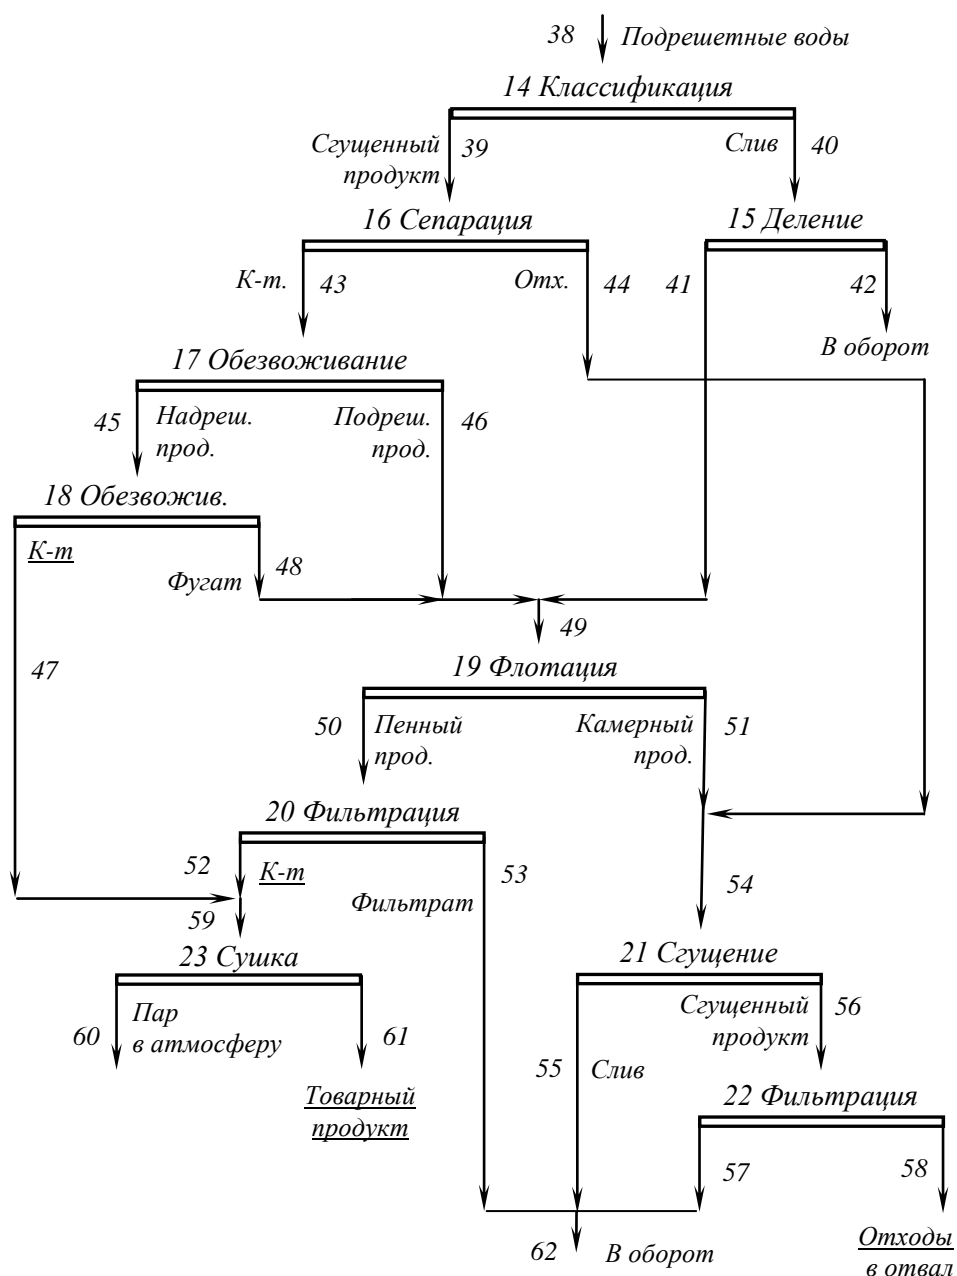 38 Подрешетные воды
14 Классификация
Сгущенный 39 Слив 40
продукт
16 Сепарация 15 Деление
К-т. 43 Отх. 44 41 42
В оборот
17 Обезвоживание
45 Надреш. Подреш. 46
прод. прод.
18 Обезвожив.
К-т
Фугат 48
49
47
19 Флотация
50 Пенный Камерный 51
прод. прод.
20 Фильтрация
52 К-т 53
54
Фильтрат
59
23 Сушка 21 Сгущение
Пар Сгущенный 56
60 в атмосферу 61 продукт
55 Слив
Товарный 22 Фильтрация
продукт
57 58
Отходы
62 В оборот
в отвал